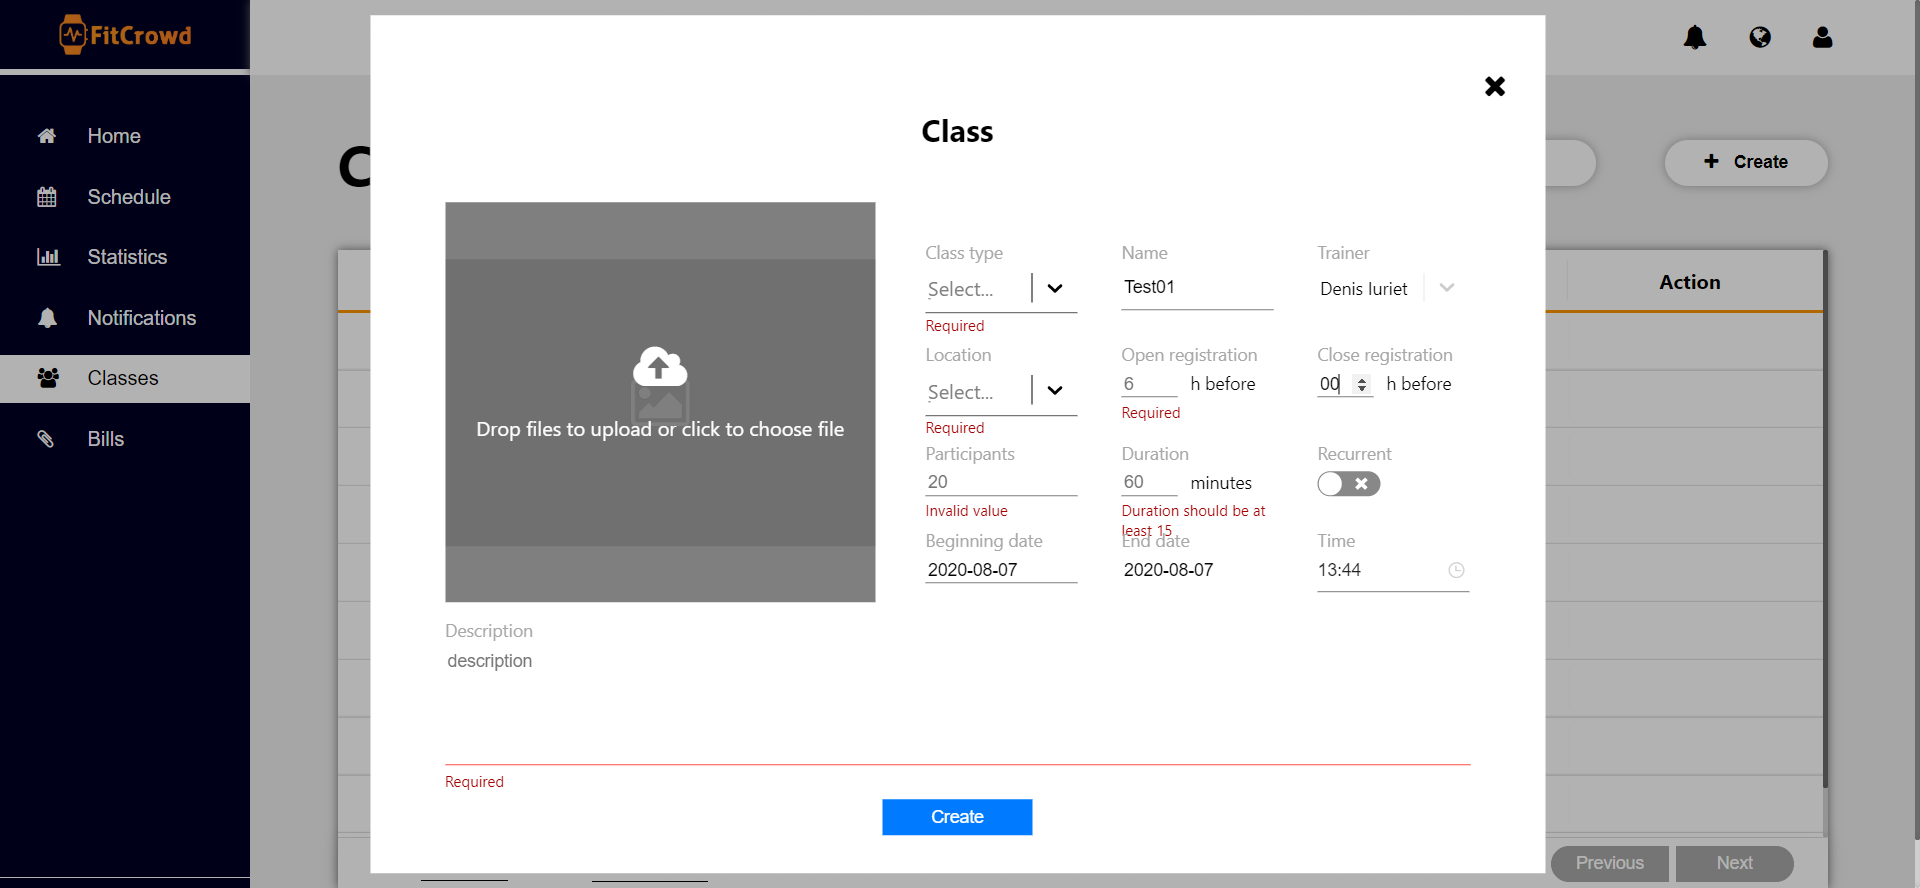 FitCrowd
Home
Schedule
Statistics
Notifications
Classes
Bills
C
Create
Action
Previous
Next
Class
Drop files to upload or click to choose file
Class type
Select...
Required
Name
Test01
Trainer
Denis Iuriet
Location
Select...
Required
Open registration
6 h before
Required
Close registration
00 h before
Participants
20
Invalid value
Duration
60 minutes
Duration should be at
least 15
Recurrent
Beginning date
2020-08-07
End date
2020-08-07
Time
13:44
Description
description
Required
Create